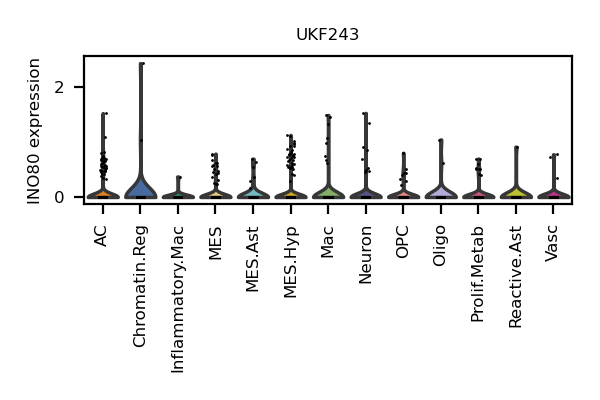 UKF243
INO80 expression
2
0
AC
Chromatin.Reg
Inflammatory.Mac
MES
MES.Ast
MES.Hyp
Mac
Neuron
OPC
Oligo
Prolif.Metab
Reactive.Ast
Vasc